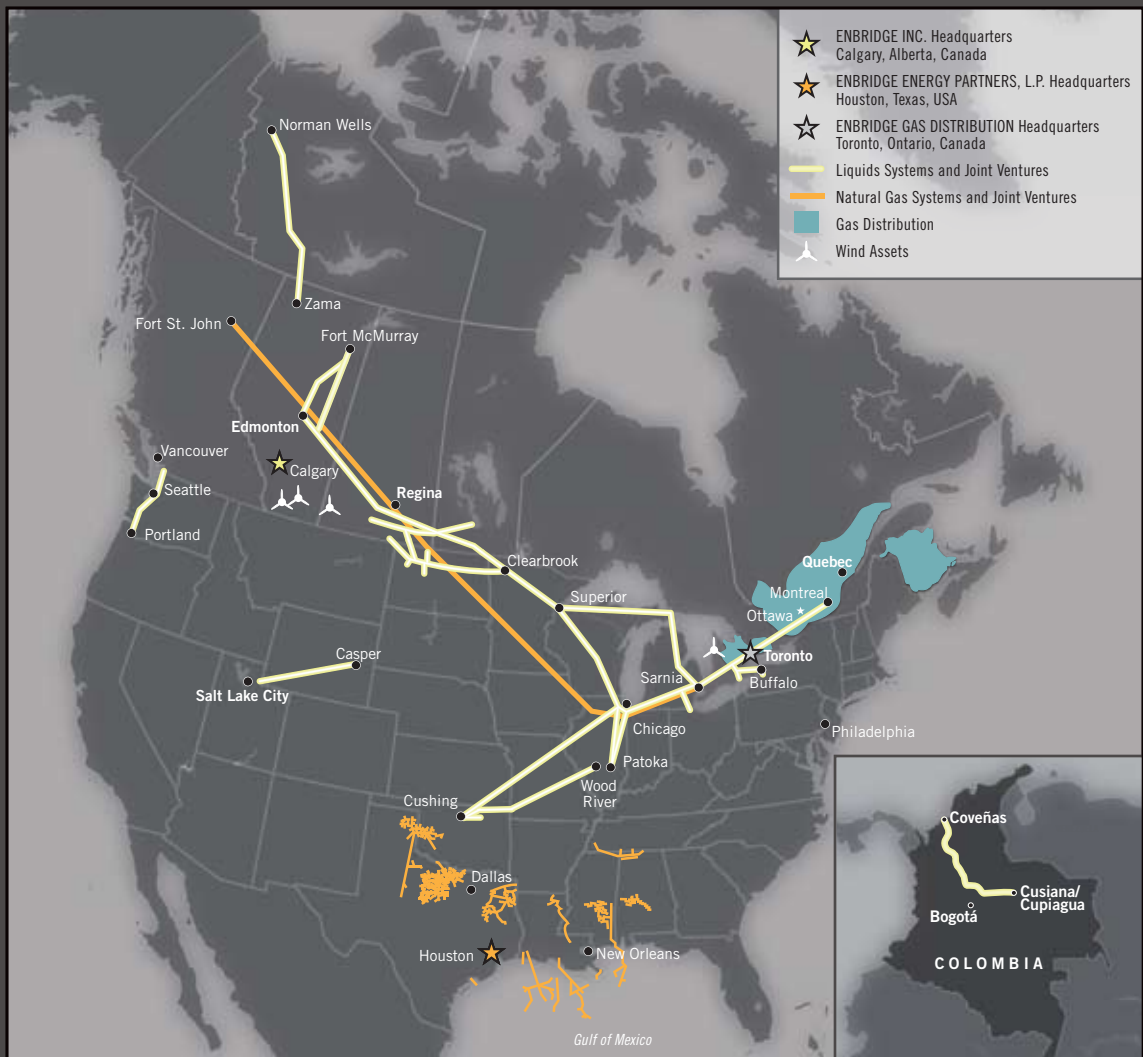 ENBRIDGE INC. Headquarters
Calgary, Alberta, Canada
ENBRIDGE ENERGY PARTNERS, L.P. Headquarters
Houston, Texas, USA
ENBRIDGE GAS DISTRIBUTION Headquarters
Toronto, Ontario, Canada
Liquids Systems and Joint Ventures
Natural Gas Systems and Joint Ventures
Gas Distribution
Wind Assets
Norman Wells
Zama
Fort St. John
Fort McMurray
Edmonton
Vancouver
Calgary
Seattle
Regina
Portland
Clearbrook
Quebec
Superior
Montreal
Ottawa
Casper
Toronto
Sarnia
Buffalo
Salt Lake City
Chicago
Philadelphia
Patoka
Wood
River
Cushing
Dallas
Houston
New Orleans
Gulf of Mexico
Coveñas
Cusiana/
Cupiagua
Bogotá
COLOMBIA